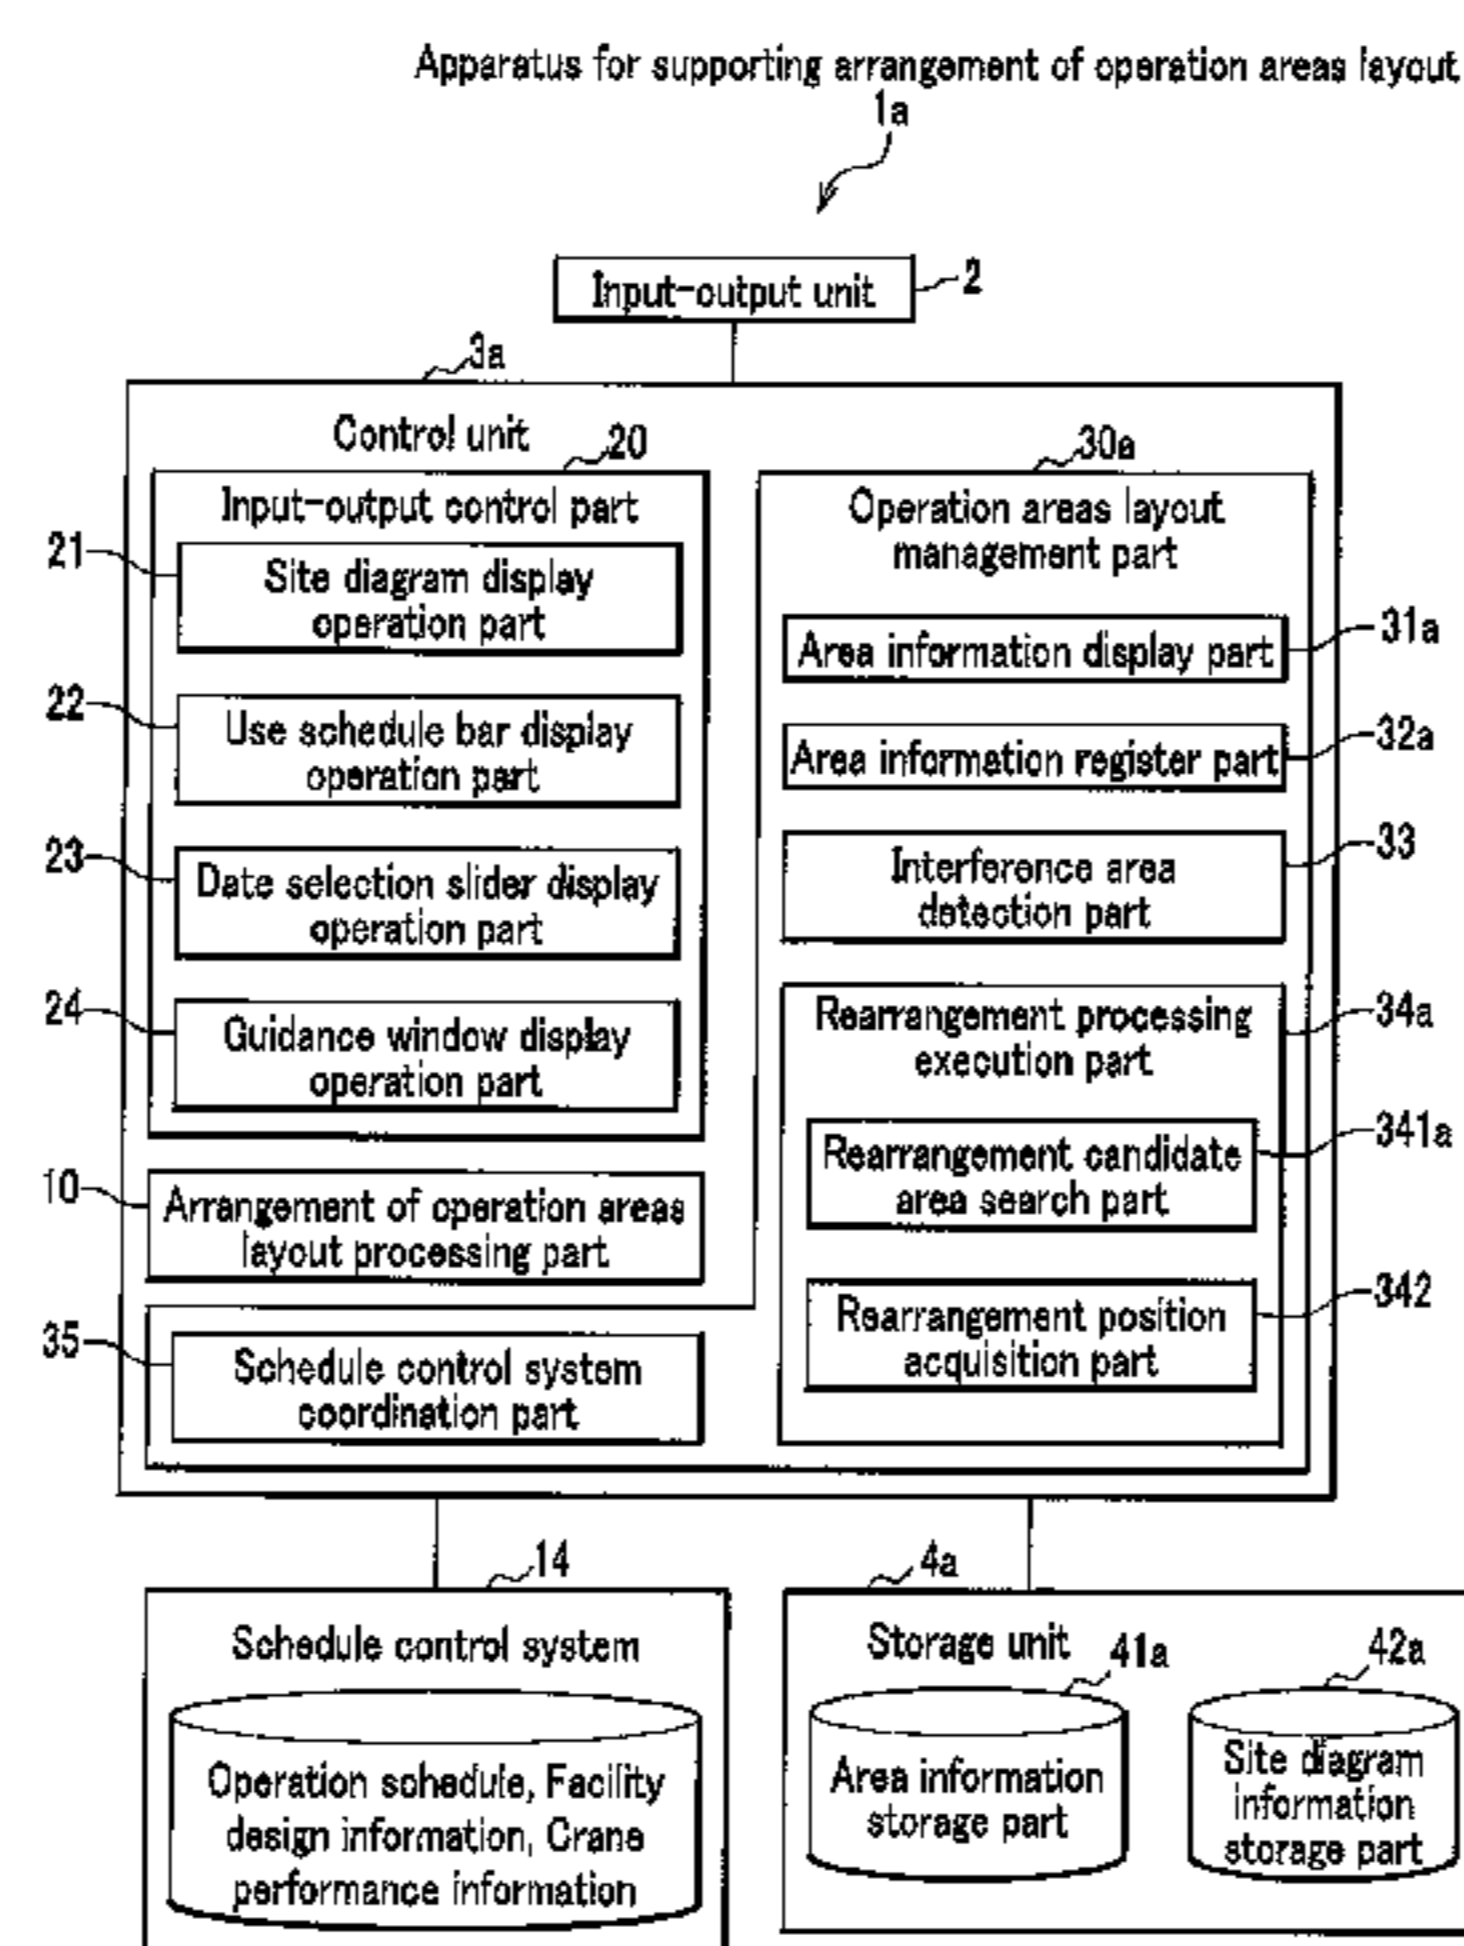 Apparatus for supporting arrangement of operation areas layout
1a
Input-output unit
2
3a
Control unit
20
Input-output control part
21
Site diagram display
operation part
22
Use schedule bar display
operation part
23
Date selection slider display
operation part
24
Guidance window display
operation part
10
Arrangement of operation areas
layout processing part
35
Schedule control system
coordination part
30a
Operation areas layout
management part
31a
Area information display part
32a
Area information register part
33
Interference area
detection part
34a
Rearrangement processing
execution part
341a
Rearrangement candidate
area search part
342
Rearrangement position
acquisition part
14
Schedule control system
Operation schedule, Facility
design information, Crane
performance information
4a
Storage unit
41a
Area information
storage part
42a
Site diagram
information
storage part